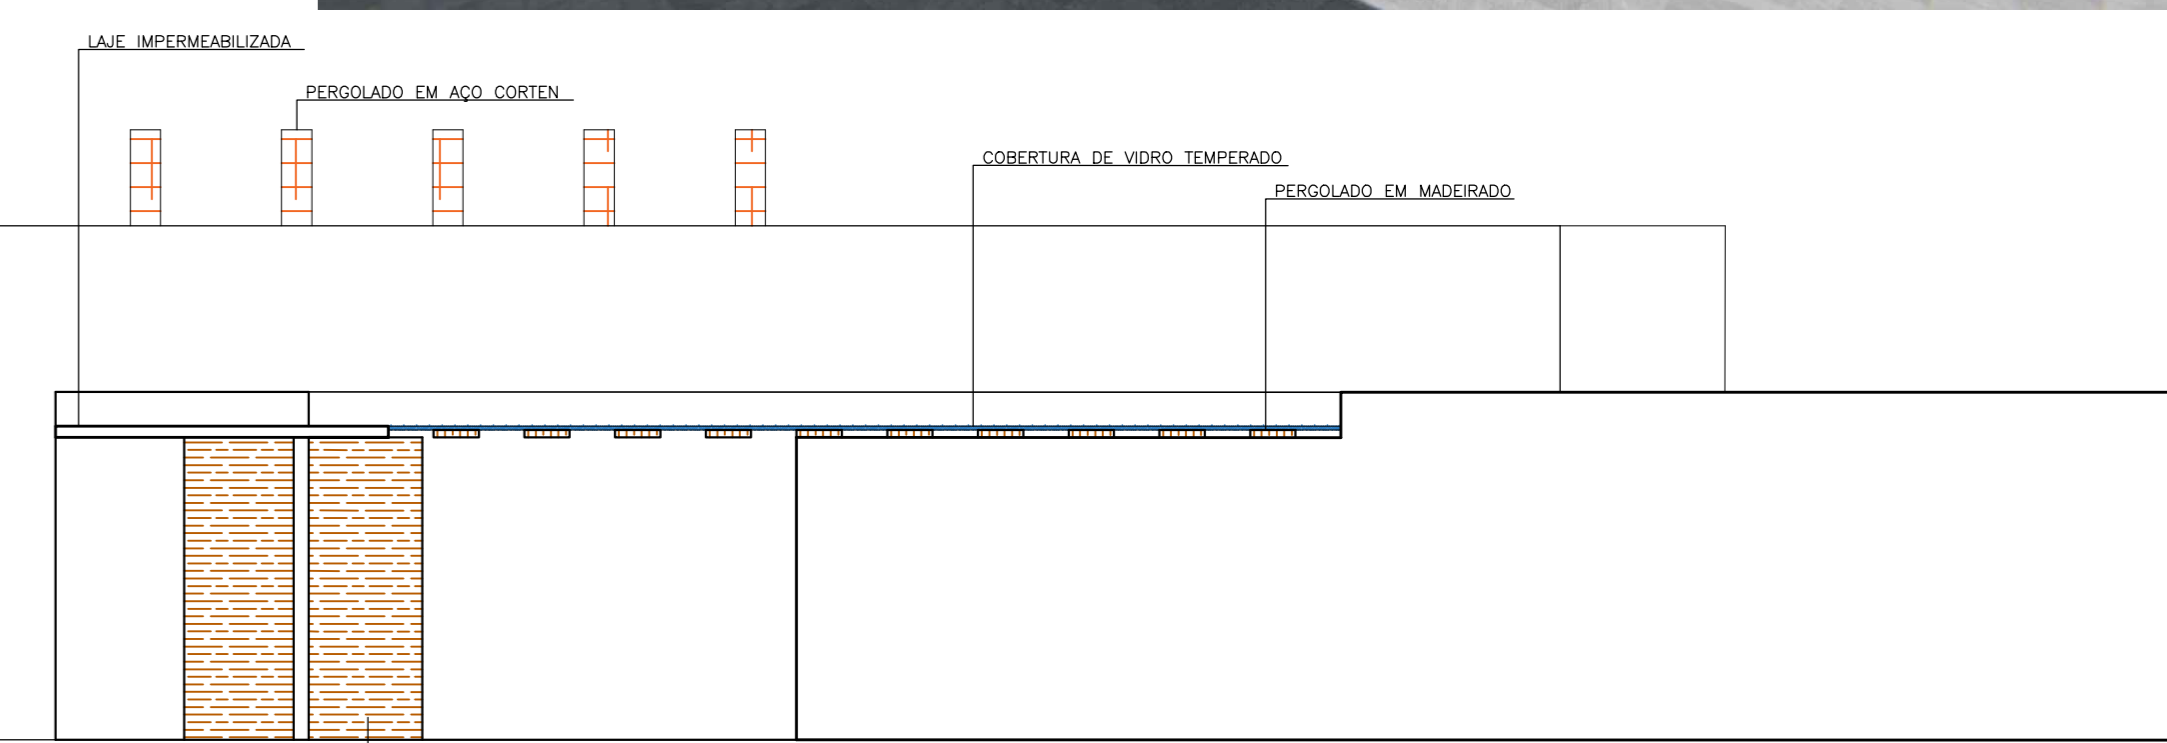 LAJE IMPERMEABILIZADA
PERGOLADO EM AÇO CORTEN
COBERTURA DE VIDRO TEMPERADO
PERGOLADO EM MADEIRADO